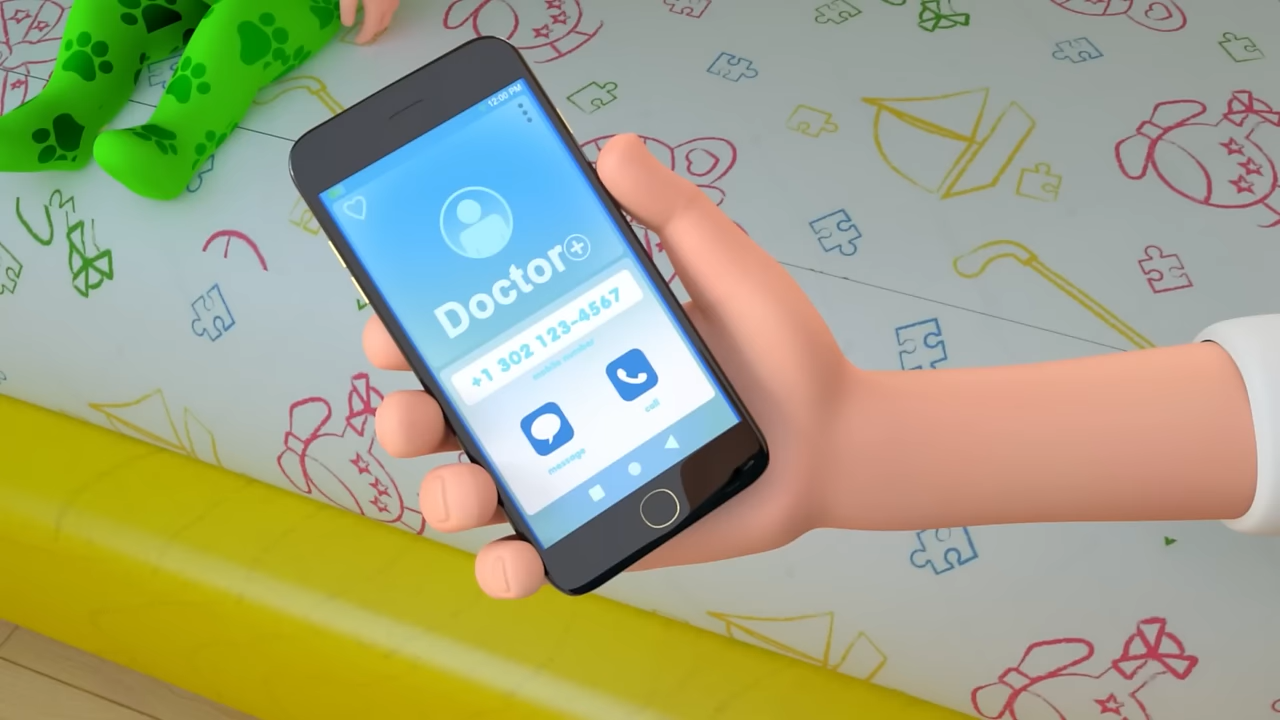 12:00 PM
Doctor
+1 302 123-4567
mobile number
message
call